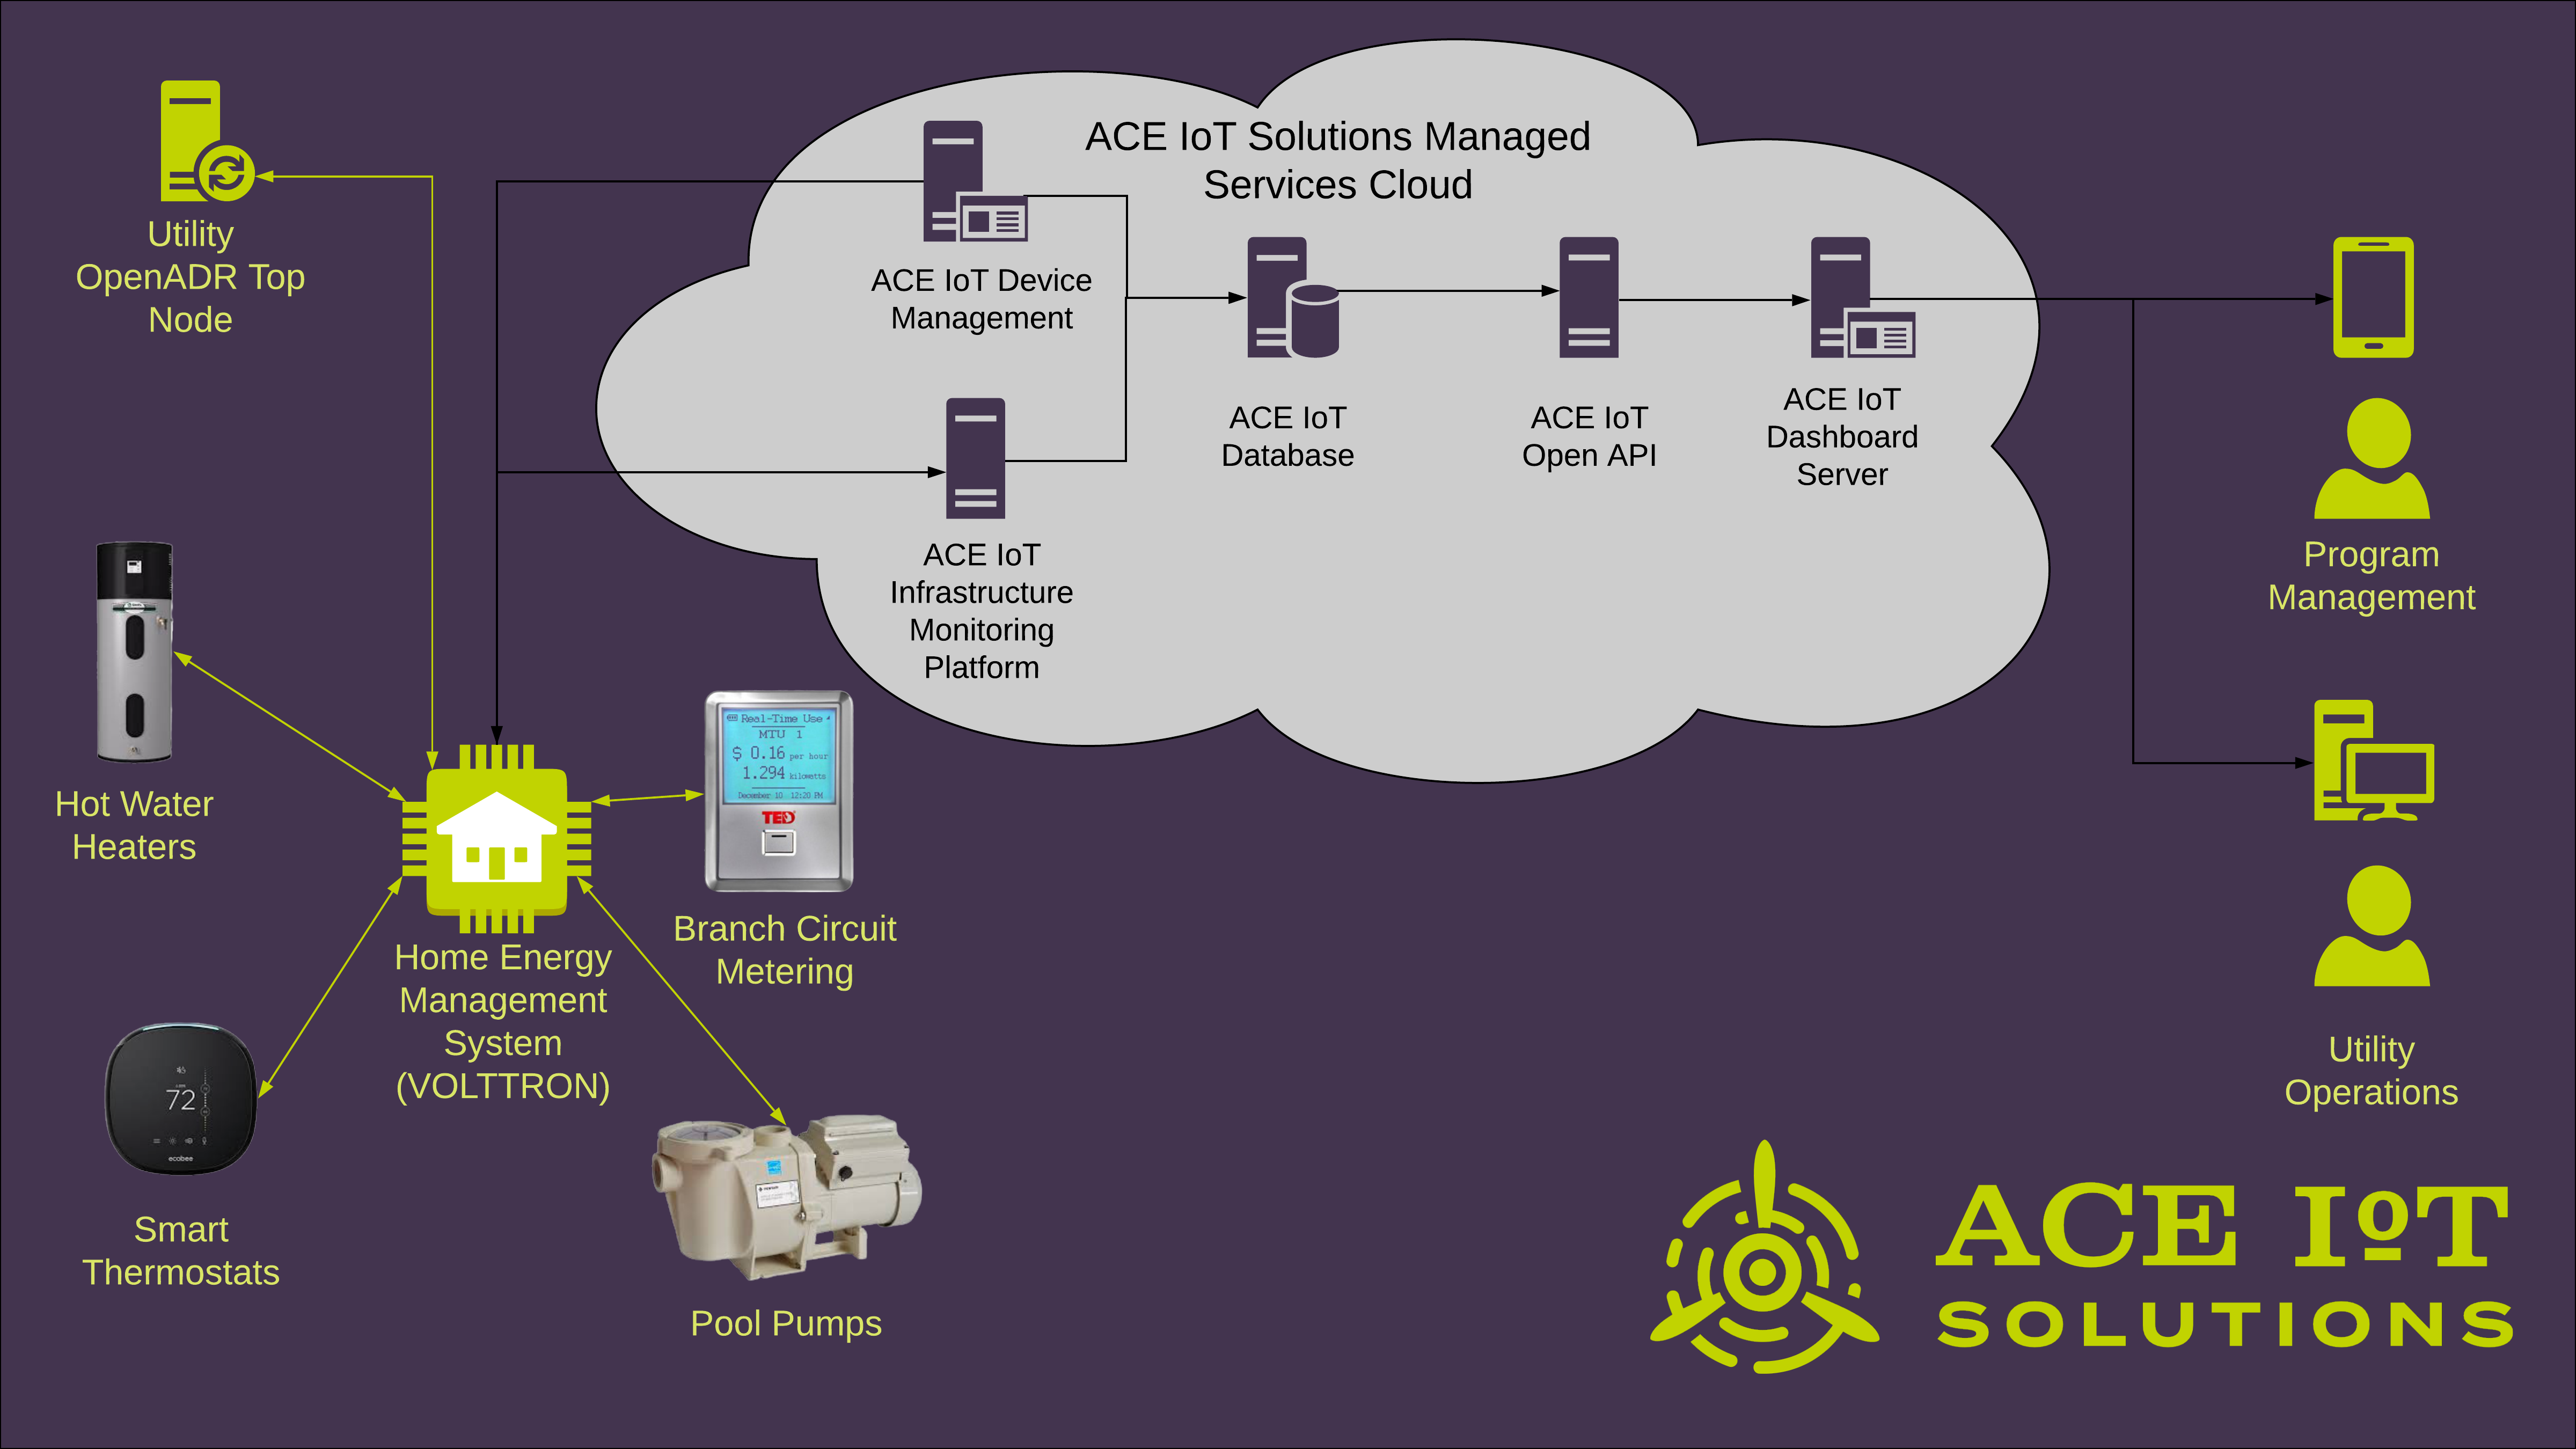 ACE IoT Solutions Managed
Services Cloud
Utility
OpenADR Top
Node
ACE IoT Device
Management
ACE IoT
Database
ACE IoT
Open API
ACE IoT
Dashboard
Server
ACE IoT
Infrastructure
Monitoring
Platform
Program
Management
Hot Water
Heaters
Real-Time Use
MTU 1
$ 0.16 per hour
1.294 kilowatts
December 10 12:20 PM
TED
Branch Circuit
Metering
Home Energy
Management
System
(VOLTTRON)
Utility
Operations
72
ecobee
Smart
Thermostats
Pool Pumps
ACE IoT
SOLUTIONS